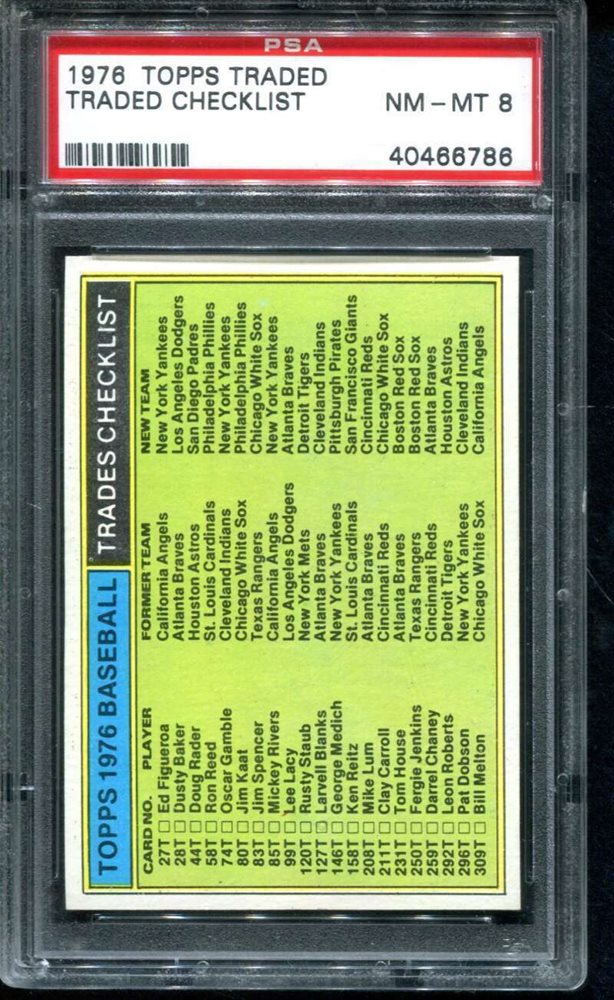 PSA
1976 TOPPS TRADED
TRADED CHECKLIST NM-MT 8
40466786
TOPPS 1976 BASEBALL TRADES CHECKLIST
CARD NO. PLAYER FORMER TEAM NEW TEAM
27T □ Ed Figueroa California Angels New York Yankees
28T □ Dusty Baker Atlanta Braves Los Angeles Dodgers
44T □ Doug Rader Houston Astros San Diego Padres
58T □ Ron Reed St. Louis Cardinals Philadelphia Phillies
74T □ Oscar Gamble Cleveland Indians New York Yankees
80T □ Jim Kaat Chicago White Sox Philadelphia Phillies
83T □ Jim Spencer Texas Rangers Chicago White Sox
85T □ Mickey Rivers California Angels New York Yankees
99T □ Lee Lacy Los Angeles Dodgers Atlanta Braves
120T □ Rusty Staub New York Mets Detroit Tigers
127T □ Larvell Blanks Atlanta Braves Cleveland Indians
146T □ George Medich New York Yankees Pittsburgh Pirates
158T □ Ken Reitz St. Louis Cardinals San Francisco Giants
208T □ Mike Lum Atlanta Braves Cincinnati Reds
211T □ Clay Carroll Cincinnati Reds Chicago White Sox
231T □ Tom House Atlanta Braves Boston Red Sox
250T □ Fergie Jenkins Texas Rangers Boston Red Sox
259T □ Darrel Chaney Cincinnati Reds Atlanta Braves
292T □ Leon Roberts Detroit Tigers Houston Astros
296T □ Pat Dobson New York Yankees Cleveland Indians
309T □ Bill Melton Chicago White Sox California Angels